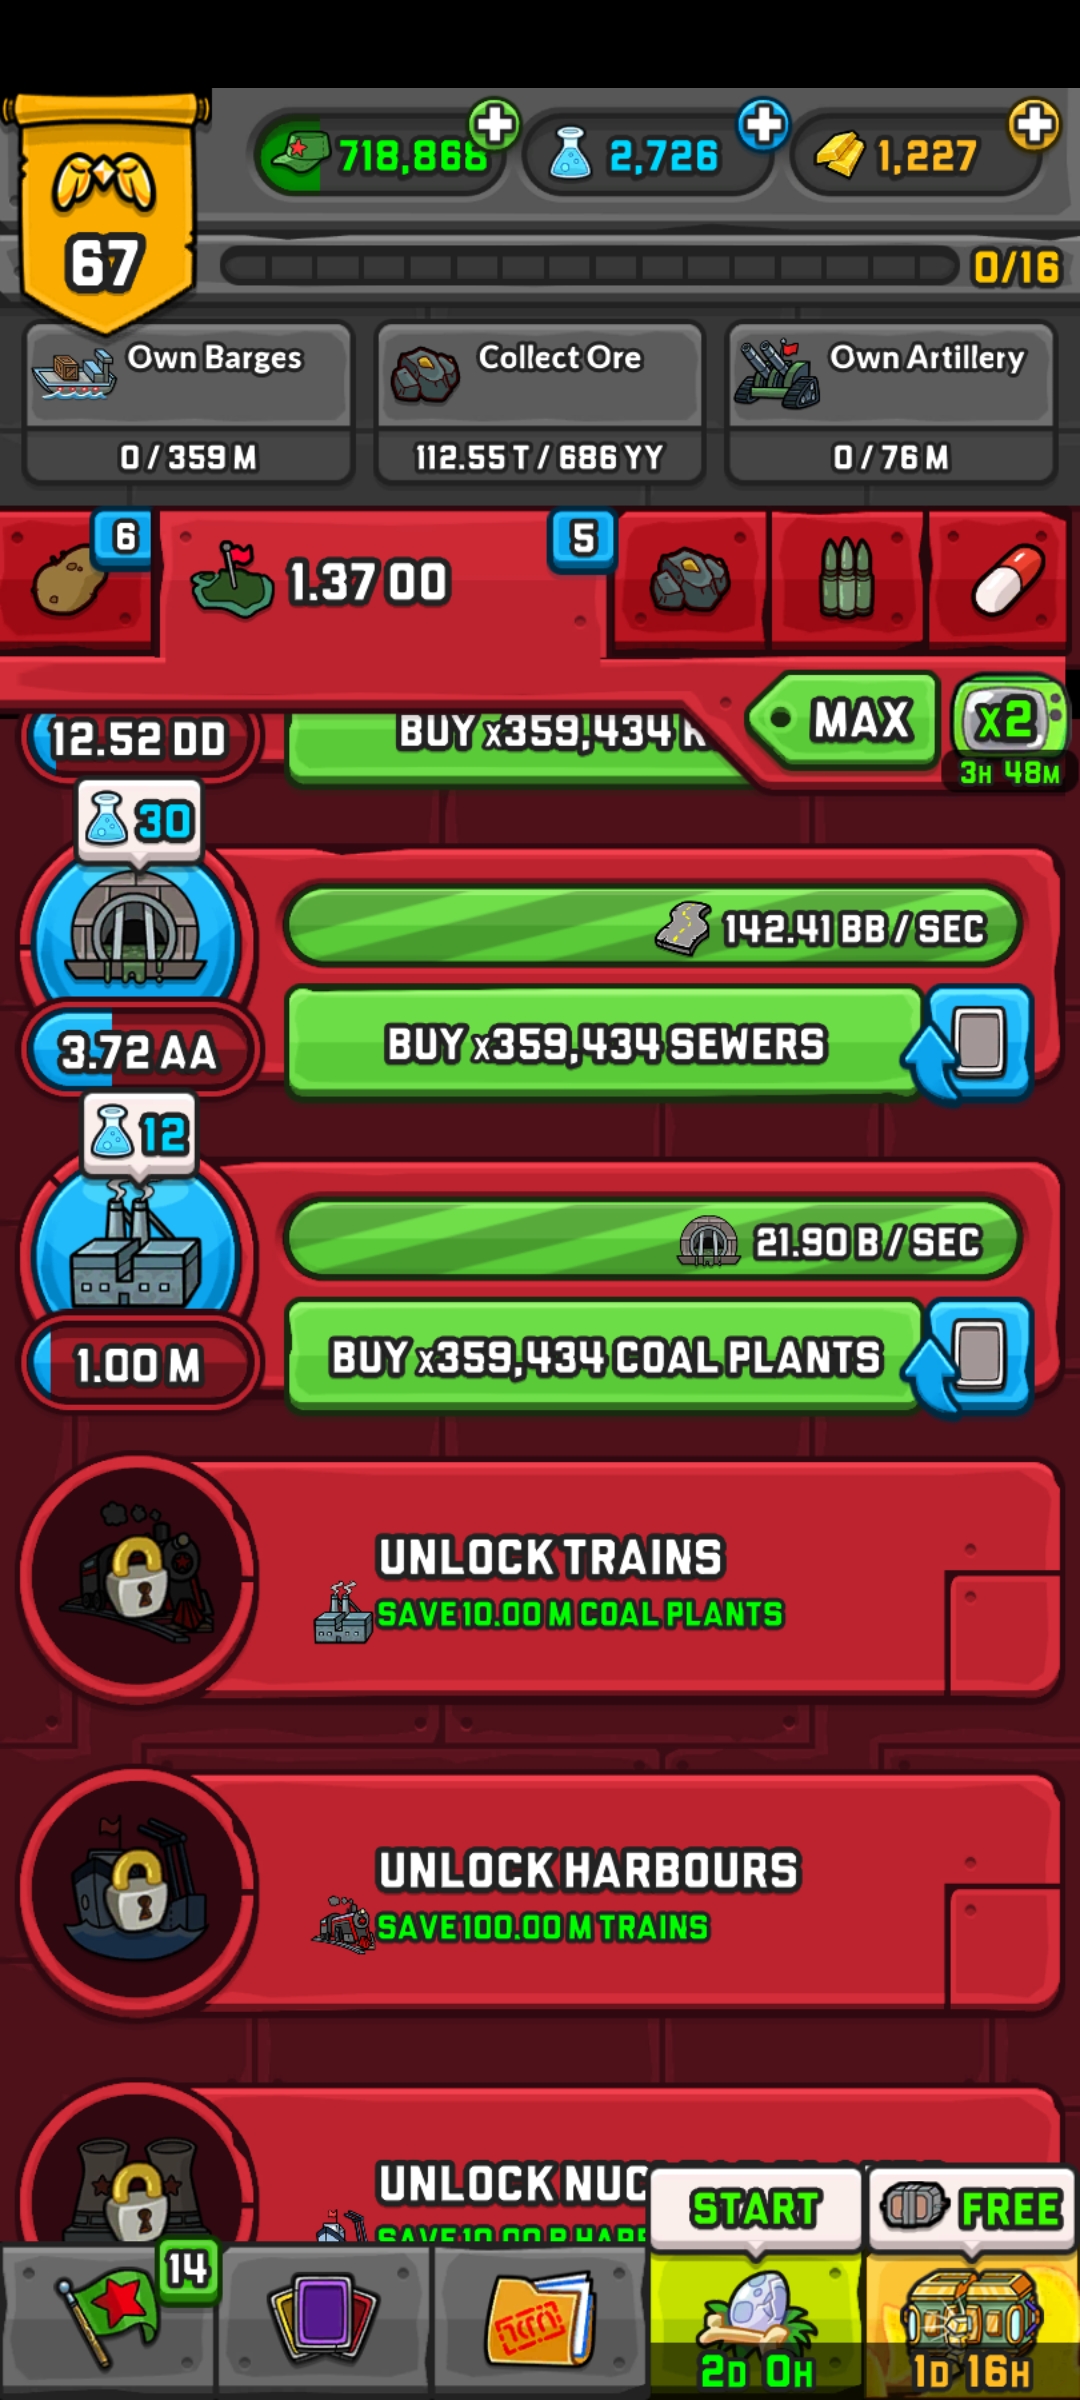 718,868
2,726
1,227
67
0/16
Own Barges
0 / 359 M
Collect Ore
112.55 T / 686 YY
Own Artillery
0 / 76 M
6
1.37 OO
5
MAX
x2
3H 48M
12.52 DD
BUY x359,434
30
142.41 BB / SEC
3.72 AA
BUY x359,434 SEWERS
12
21.90 B / SEC
1.00 M
BUY x359,434 COAL PLANTS
UNLOCK TRAINS
SAVE 10.00 M COAL PLANTS
UNLOCK HARBOURS
SAVE 100.00 M TRAINS
UNLOCK NUC
SAVE 10.00 B HARB
START
FREE
14
2D 0H
1D 16H